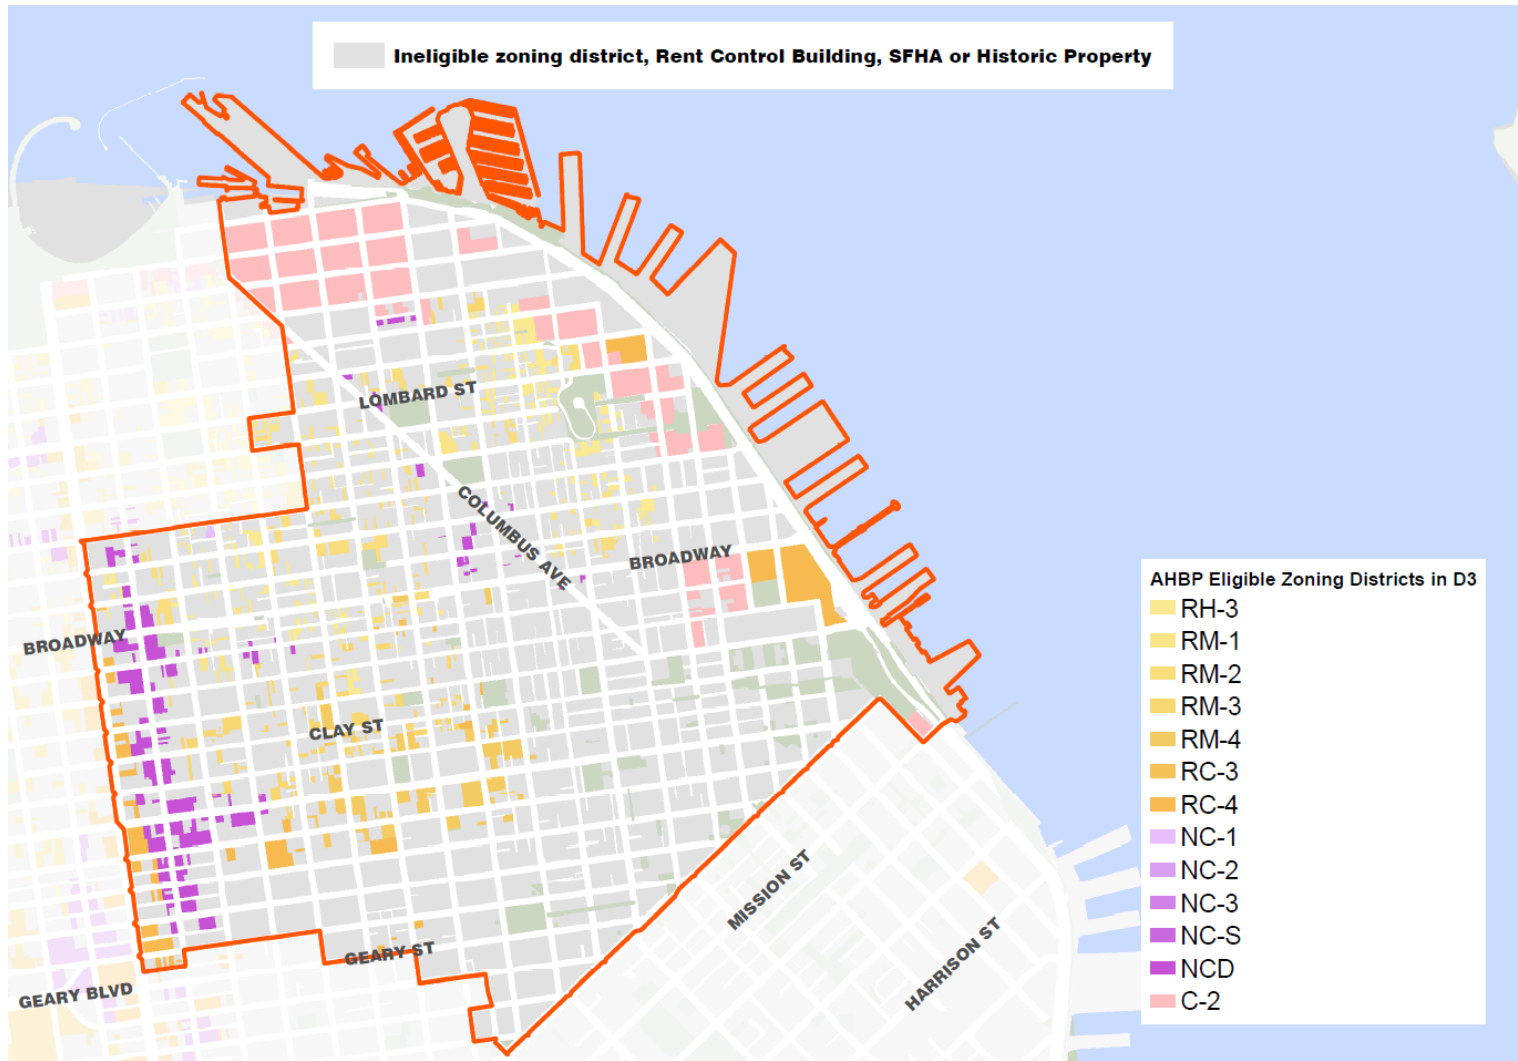 Ineligible zoning district, Rent Control Building, SFHA or Historic Property
LOMBARD ST
COLUMBUS AVE
BROADWAY
BROADWAY
CLAY ST
MISSION ST
GEARY ST
HARRISON ST
GEARY BLVD
AHBP Eligible Zoning Districts in D3
RH-3
RM-1
RM-2
RM-3
RM-4
RC-3
RC-4
NC-1
NC-2
NC-3
NC-S
NCD
C-2